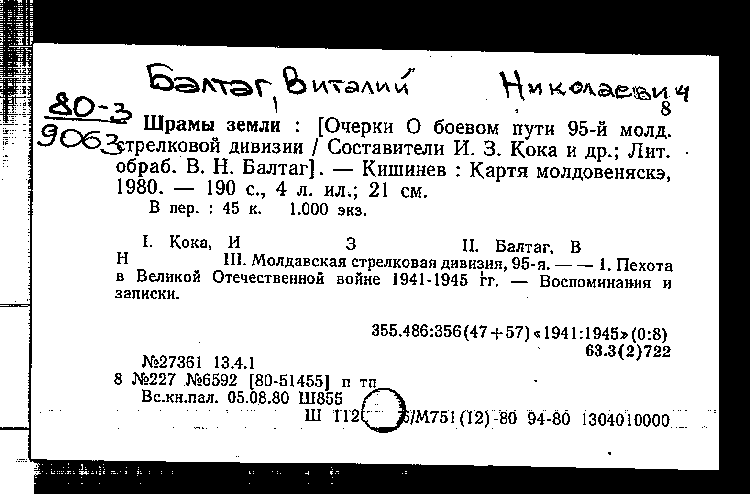 Балтаг, Виталий Николаевич
8
80-3
9063
Шрамы земли : [Очерки О боевом пути 95-й молд.
стрелковой дивизии / Составители И. З. Кока и др.; Лит.
обраб. В. Н. Балтаг]. — Кишинев : Картя молдовеняскэ,
1980. — 190 с., 4 л. ил.; 21 см.
В пер. : 45 к. 1.000 экз.
I. Кока, И З II. Балтаг, В
Н III. Молдавская стрелковая дивизия, 95-я. — — 1. Пехота
в Великой Отечественной войне 1941-1945 гг. — Воспоминания и
записки.
355.486:356(47+57)«1941:1945»(0:8)
63.3(2)722
№27361 13.4.1
8 №227 №6592 [80-51455] п тп
Вс.кн.пал. 05.08.80 Ш855
Ш 112 /М751(12)-80 94-80 1304010000